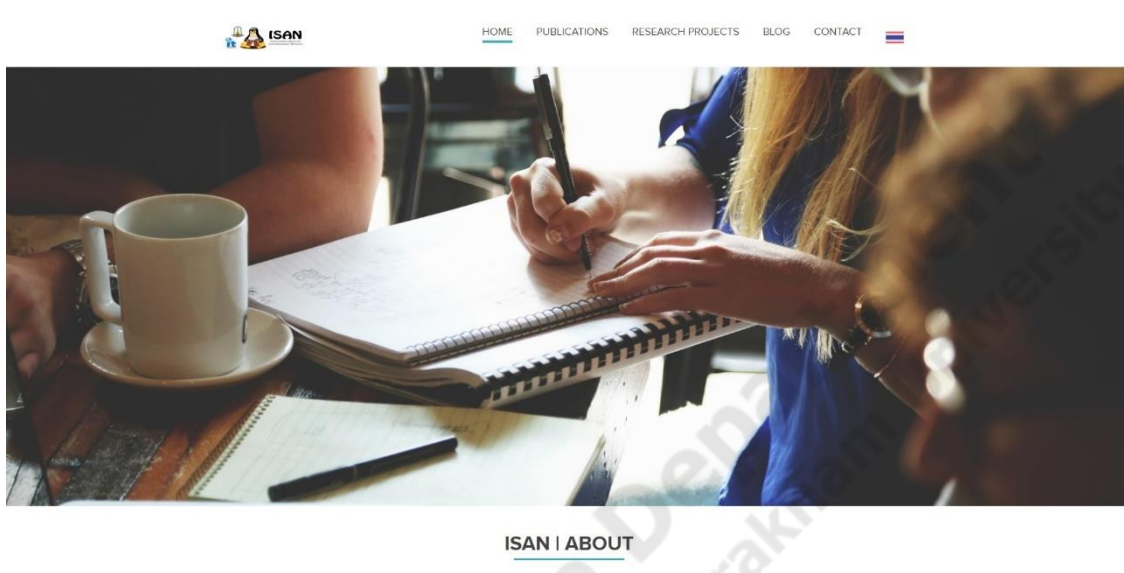 ISAN
HOME PUBLICATIONS RESEARCH PROJECTS BLOG CONTACT
ISAN | ABOUT